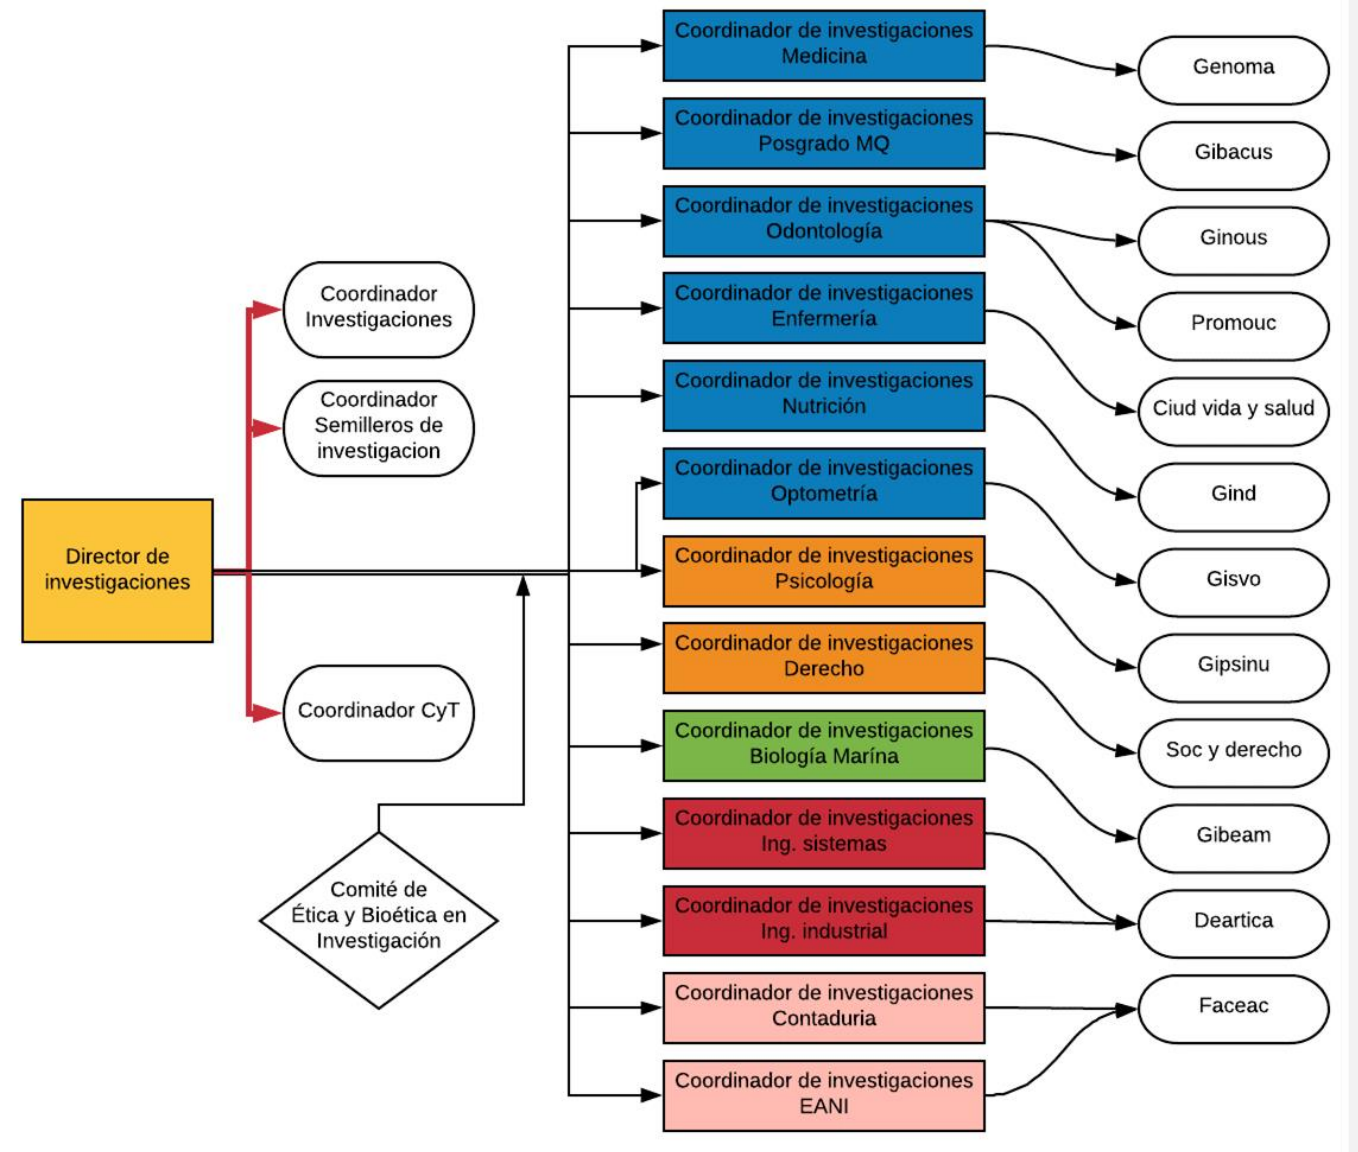 Director de
investigaciones
Coordinador
Investigaciones
Coordinador
Semilleros de
investigacion
Coordinador CyT
Comité de
Ética y Bioética en
Investigación
Coordinador de investigaciones
Medicina
Coordinador de investigaciones
Posgrado MQ
Coordinador de investigaciones
Odontología
Coordinador de investigaciones
Enfermería
Coordinador de investigaciones
Nutrición
Coordinador de investigaciones
Optometría
Coordinador de investigaciones
Psicología
Coordinador de investigaciones
Derecho
Coordinador de investigaciones
Biología Marína
Coordinador de investigaciones
Ing. sistemas
Coordinador de investigaciones
Ing. industrial
Coordinador de investigaciones
Contaduria
Coordinador de investigaciones
EANI
Genoma
Gibacus
Ginous
Promouc
Ciud vida y salud
Gind
Gisvo
Gipsinu
Soc y derecho
Gibeam
Deartica
Faceac